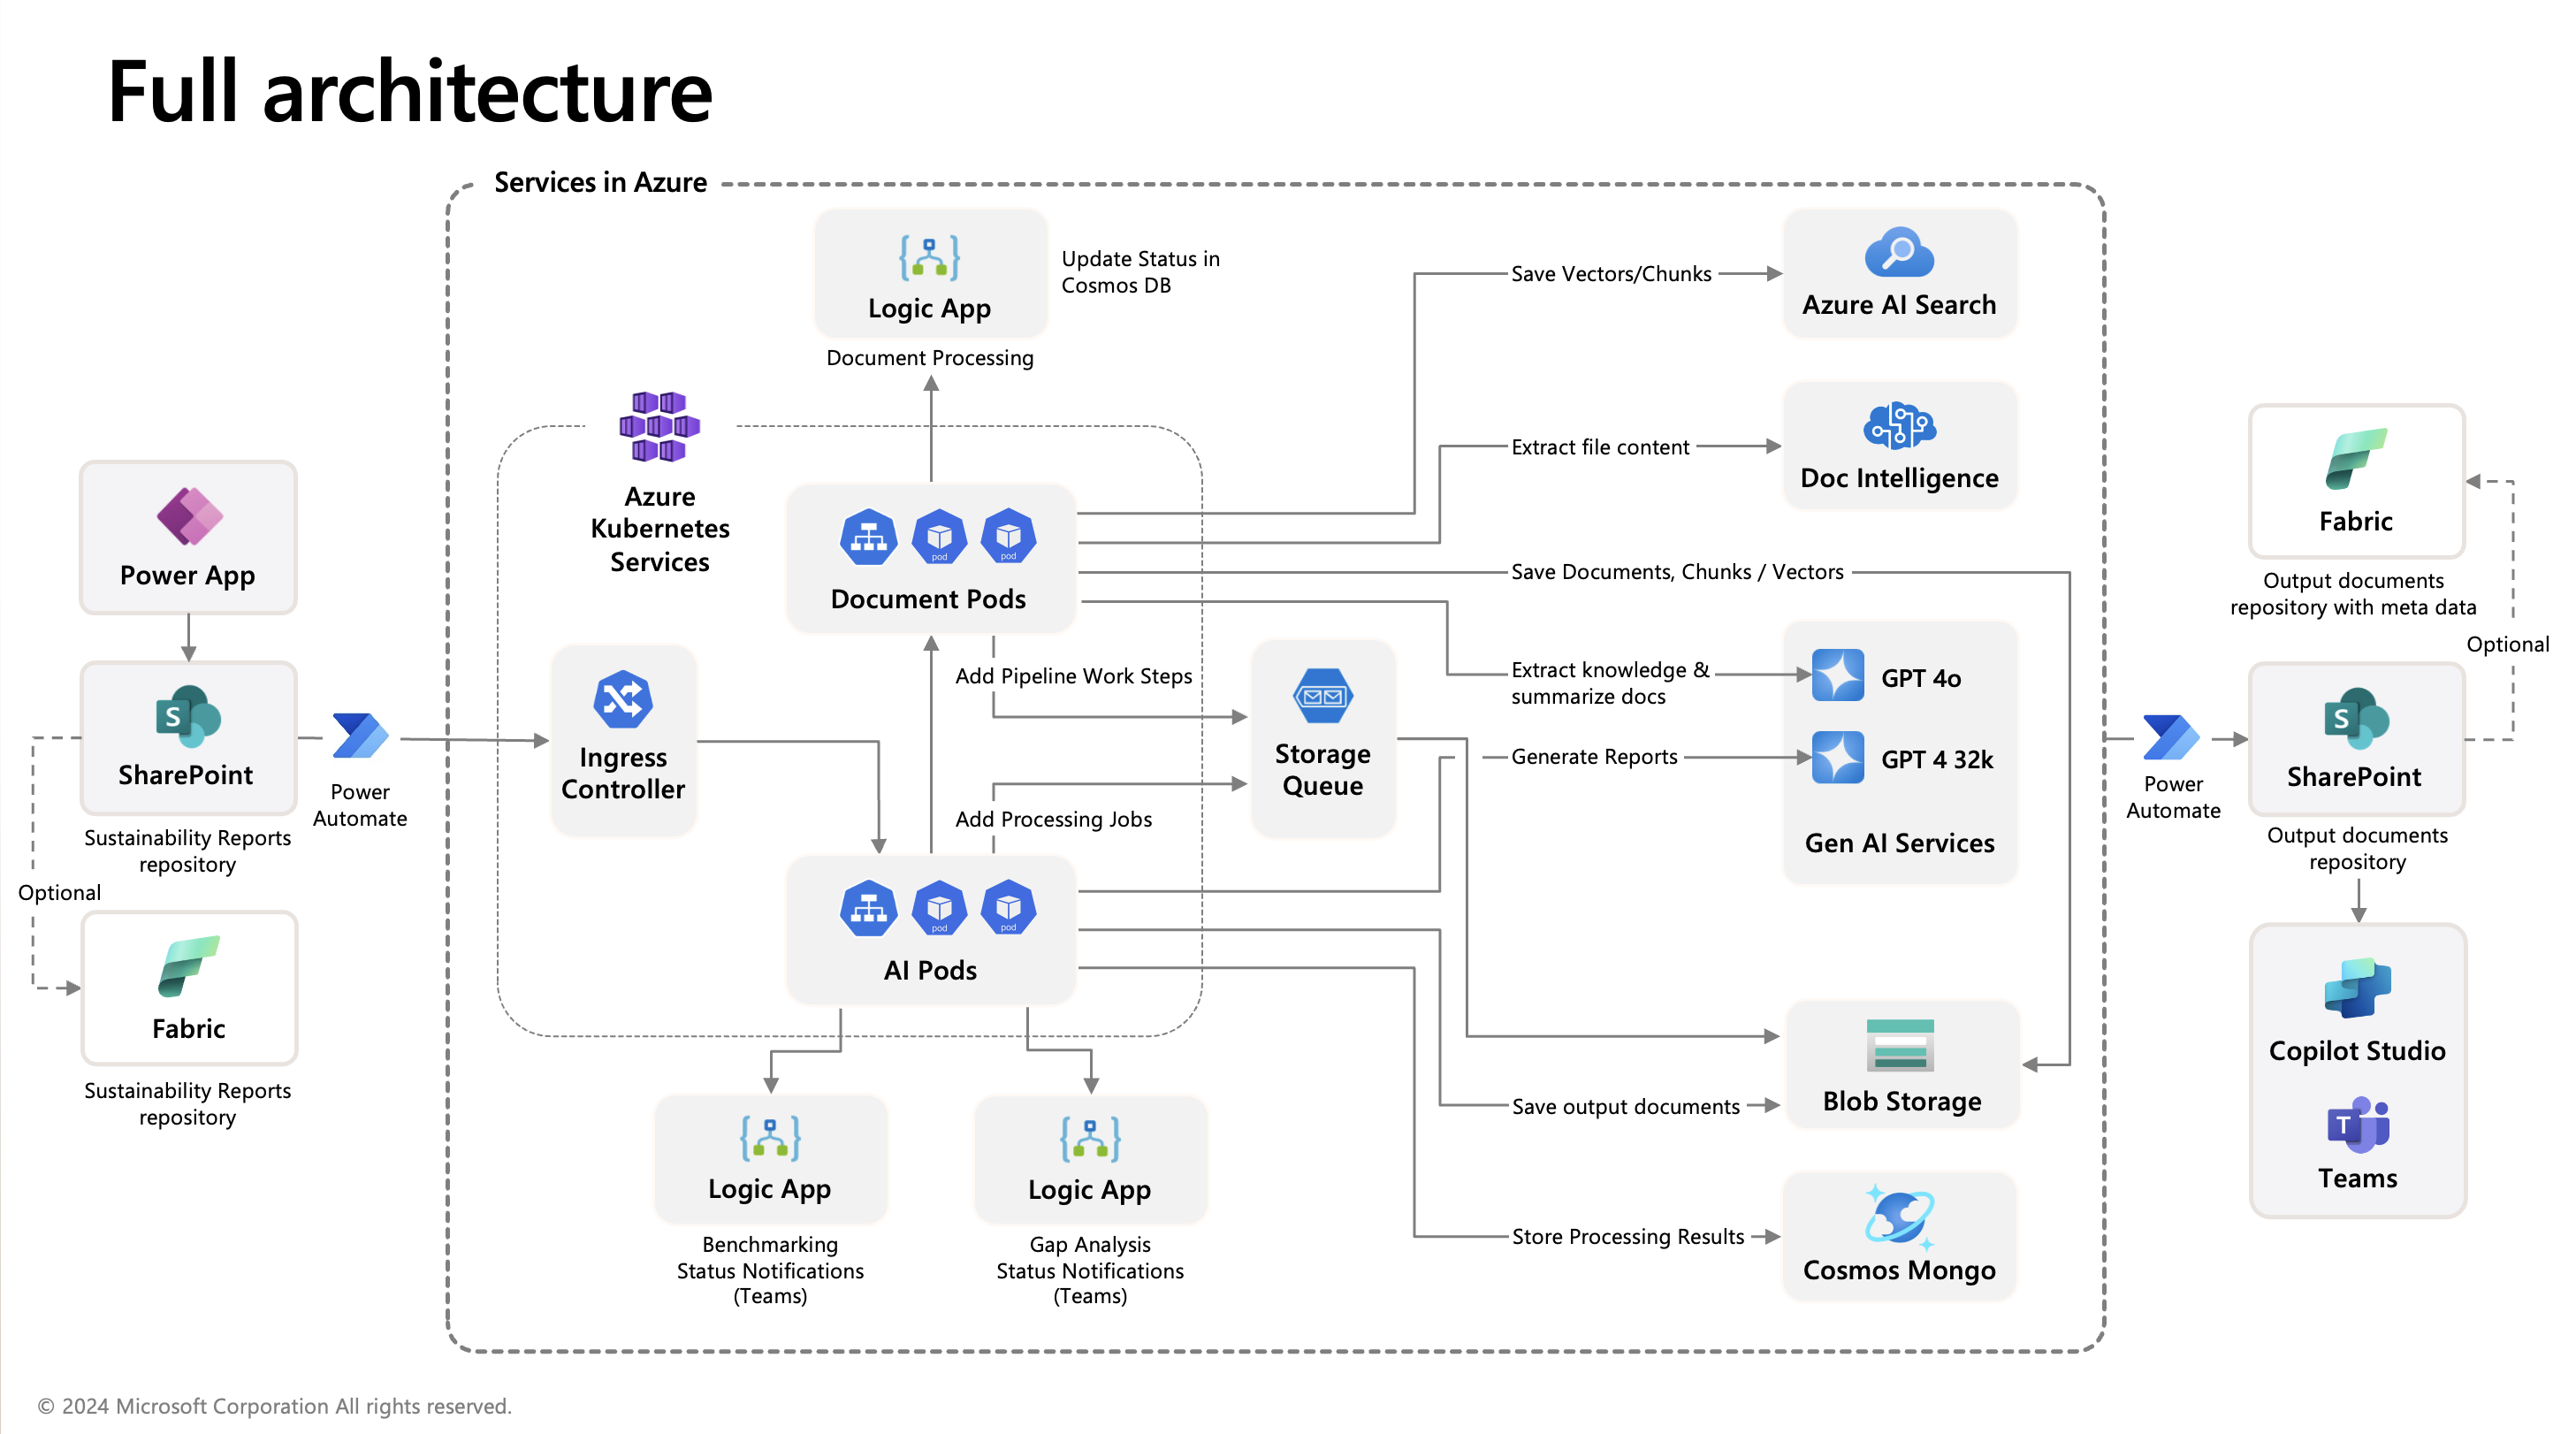 Full architecture
Services in Azure
Logic App
Document Processing
Update Status in
Cosmos DB
Azure
Kubernetes
Services
pod
pod
Document Pods
Add Pipeline Work Steps
Ingress
Controller
Add Processing Jobs
pod
pod
AI Pods
Storage
Queue
Logic App
Benchmarking
Status Notifications
(Teams)
Logic App
Gap Analysis
Status Notifications
(Teams)
Power App
S
SharePoint
Sustainability Reports
repository
Optional
Fabric
Sustainability Reports
repository
Power
Automate
Save Vectors/Chunks
Azure AI Search
Extract file content
Doc Intelligence
Save Documents, Chunks / Vectors
Extract knowledge &
summarize docs
GPT 4o
Generate Reports
GPT 4 32k
Gen AI Services
Blob Storage
Save output documents
Store Processing Results
Cosmos Mongo
Power
Automate
Fabric
Output documents
repository with meta data
Optional
S
SharePoint
Output documents
repository
Copilot Studio
T
Teams
© 2024 Microsoft Corporation All rights reserved.